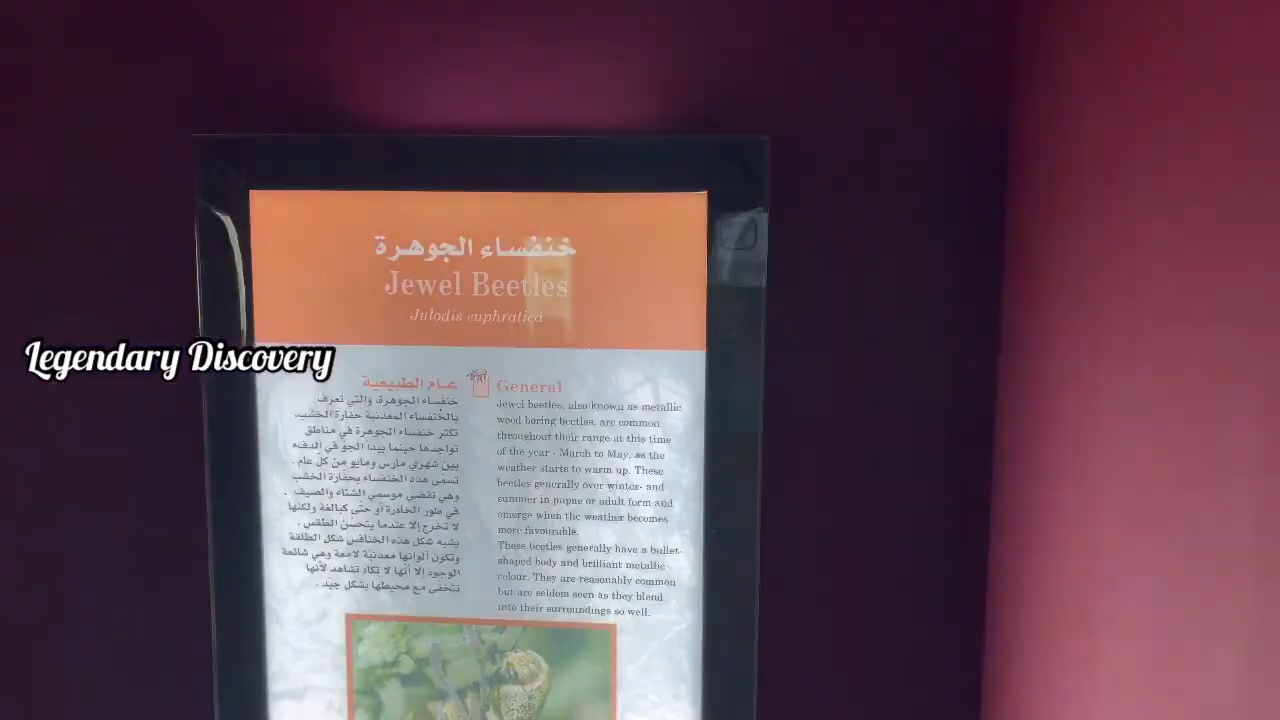 خنفساء الجوهرة
Jewel Beetles
Julodis euphratica
Legendary Discovery
عام الطبيعية
خنفساء الجوهرة، والتي تعرف
بالخنفساء المعدنية حفارة الخشب،
تكثر خنفساء الجوهرة في مناطق
تواجدها حينما يبدأ الجو في الدفء
بين شهري مارس ومايو من كل عام .
تسمى هذه الخنفساء بحفارة الخشب
وهي تقضي موسمي الشتاء والصيف .
في طور الخادرة أو حتى كبالغة ولكنها
لا تخرج إلا عندما يتحسن الطقس .
يشبه شكل هذه الخنافس شكل الطلقة
وتكون ألوانها معدنية لامعة وهي شائعة
الوجود إلا أنها لا تكاد تشاهد لأنها
تتخفى مع محيطها بشكل جيد .
General
Jewel beetles, also known as metallic
wood boring beetles, are common
throughout their range at this time
of the year - March to May, as the
weather starts to warm up. These
beetles generally over winter- and
summer in pupae or adult form and
emerge when the weather becomes
more favourable.
These beetles generally have a bullet-
shaped body and brilliant metallic
colour. They are reasonably common
but are seldom seen as they blend
into their surroundings so well.